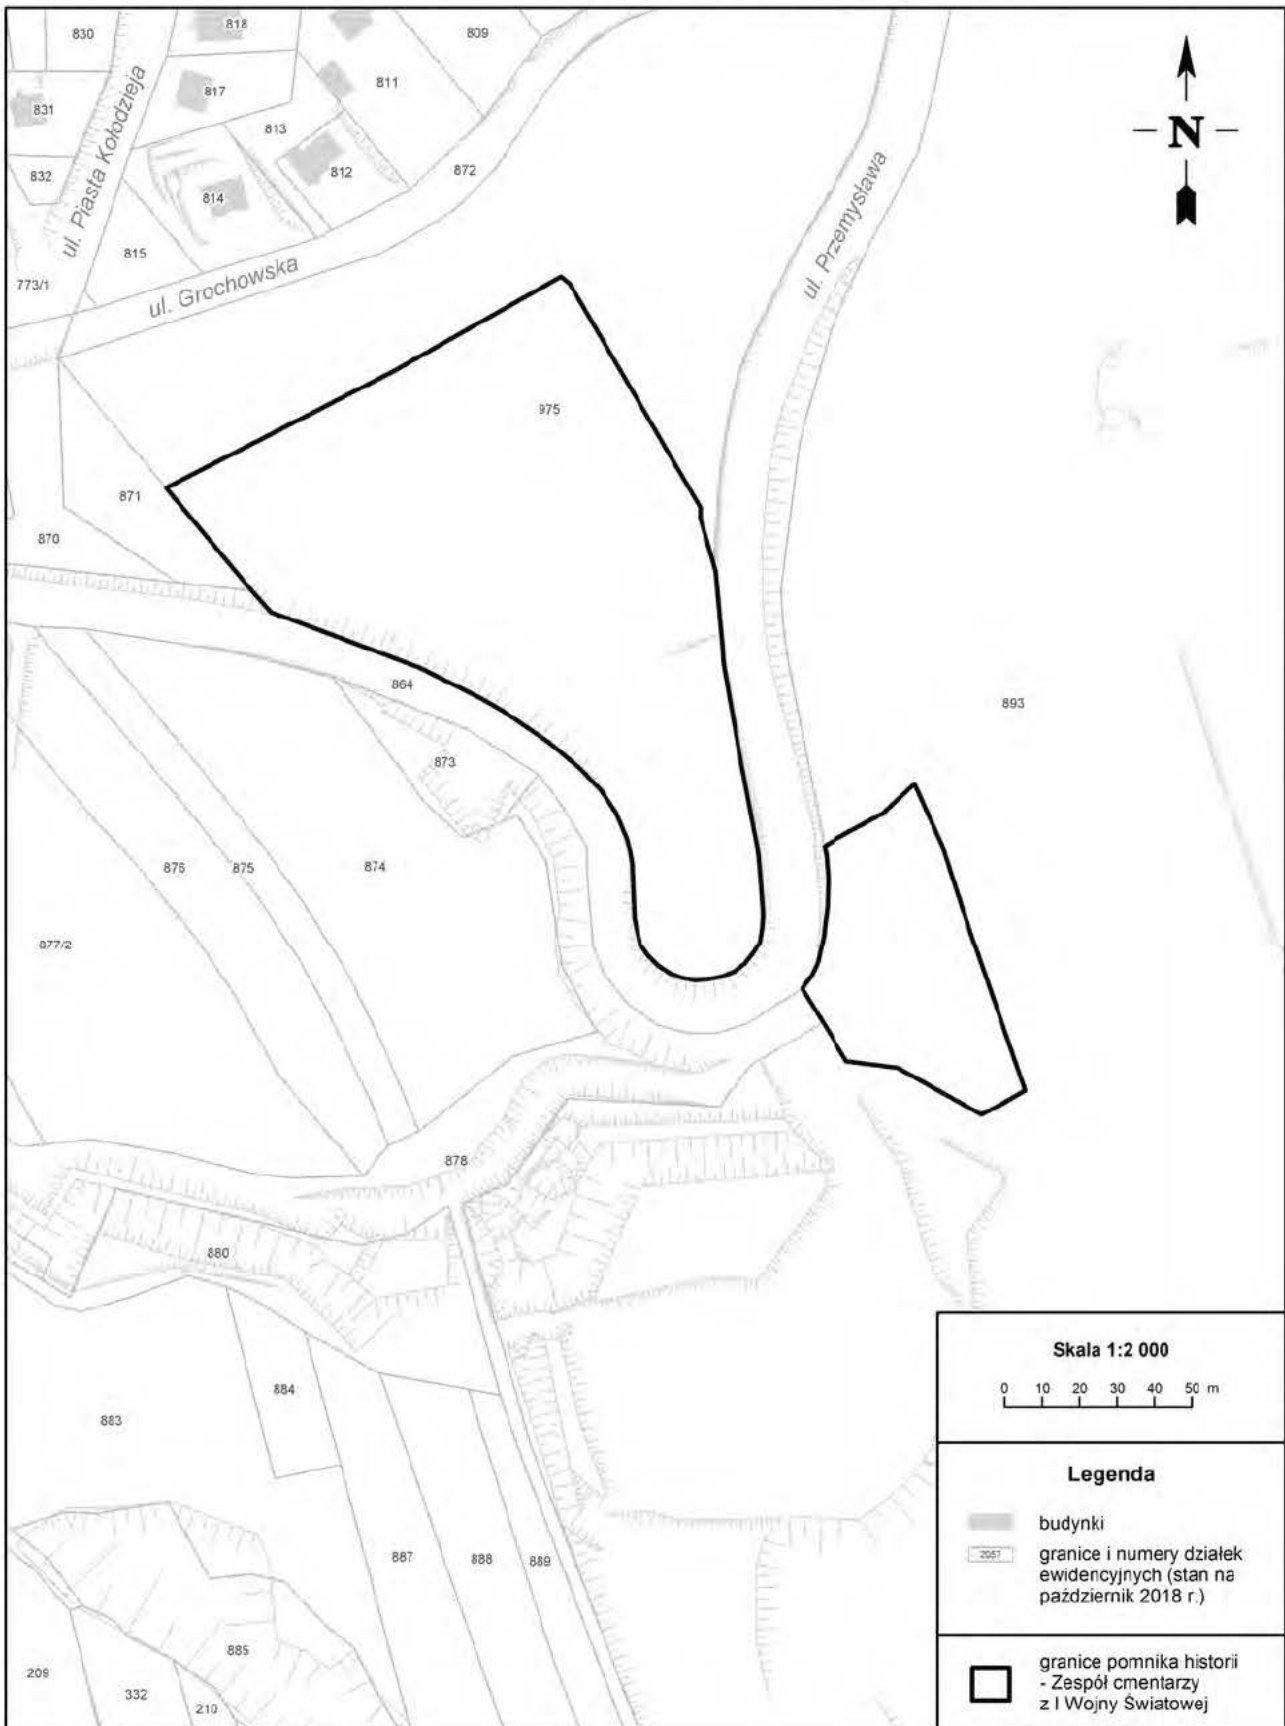 830
818
809
831
817
811
813
832
812
814
872
ul. Piasta Kołodzieja
815
773/1
ul. Grochowska
ul. Przemysława
N
975
871
870
864
893
873
876
875
874
877/2
878
880
884
883
887
888
889
885
209
332
210
Skala 1:2 000
0 10 20 30 40 50 m
Legenda
budynki
2057
granice i numery działek
ewidencyjnych (stan na
październik 2018 r.)
granice pomnika historii
- Zespół cmentarzy
z I Wojny Światowej